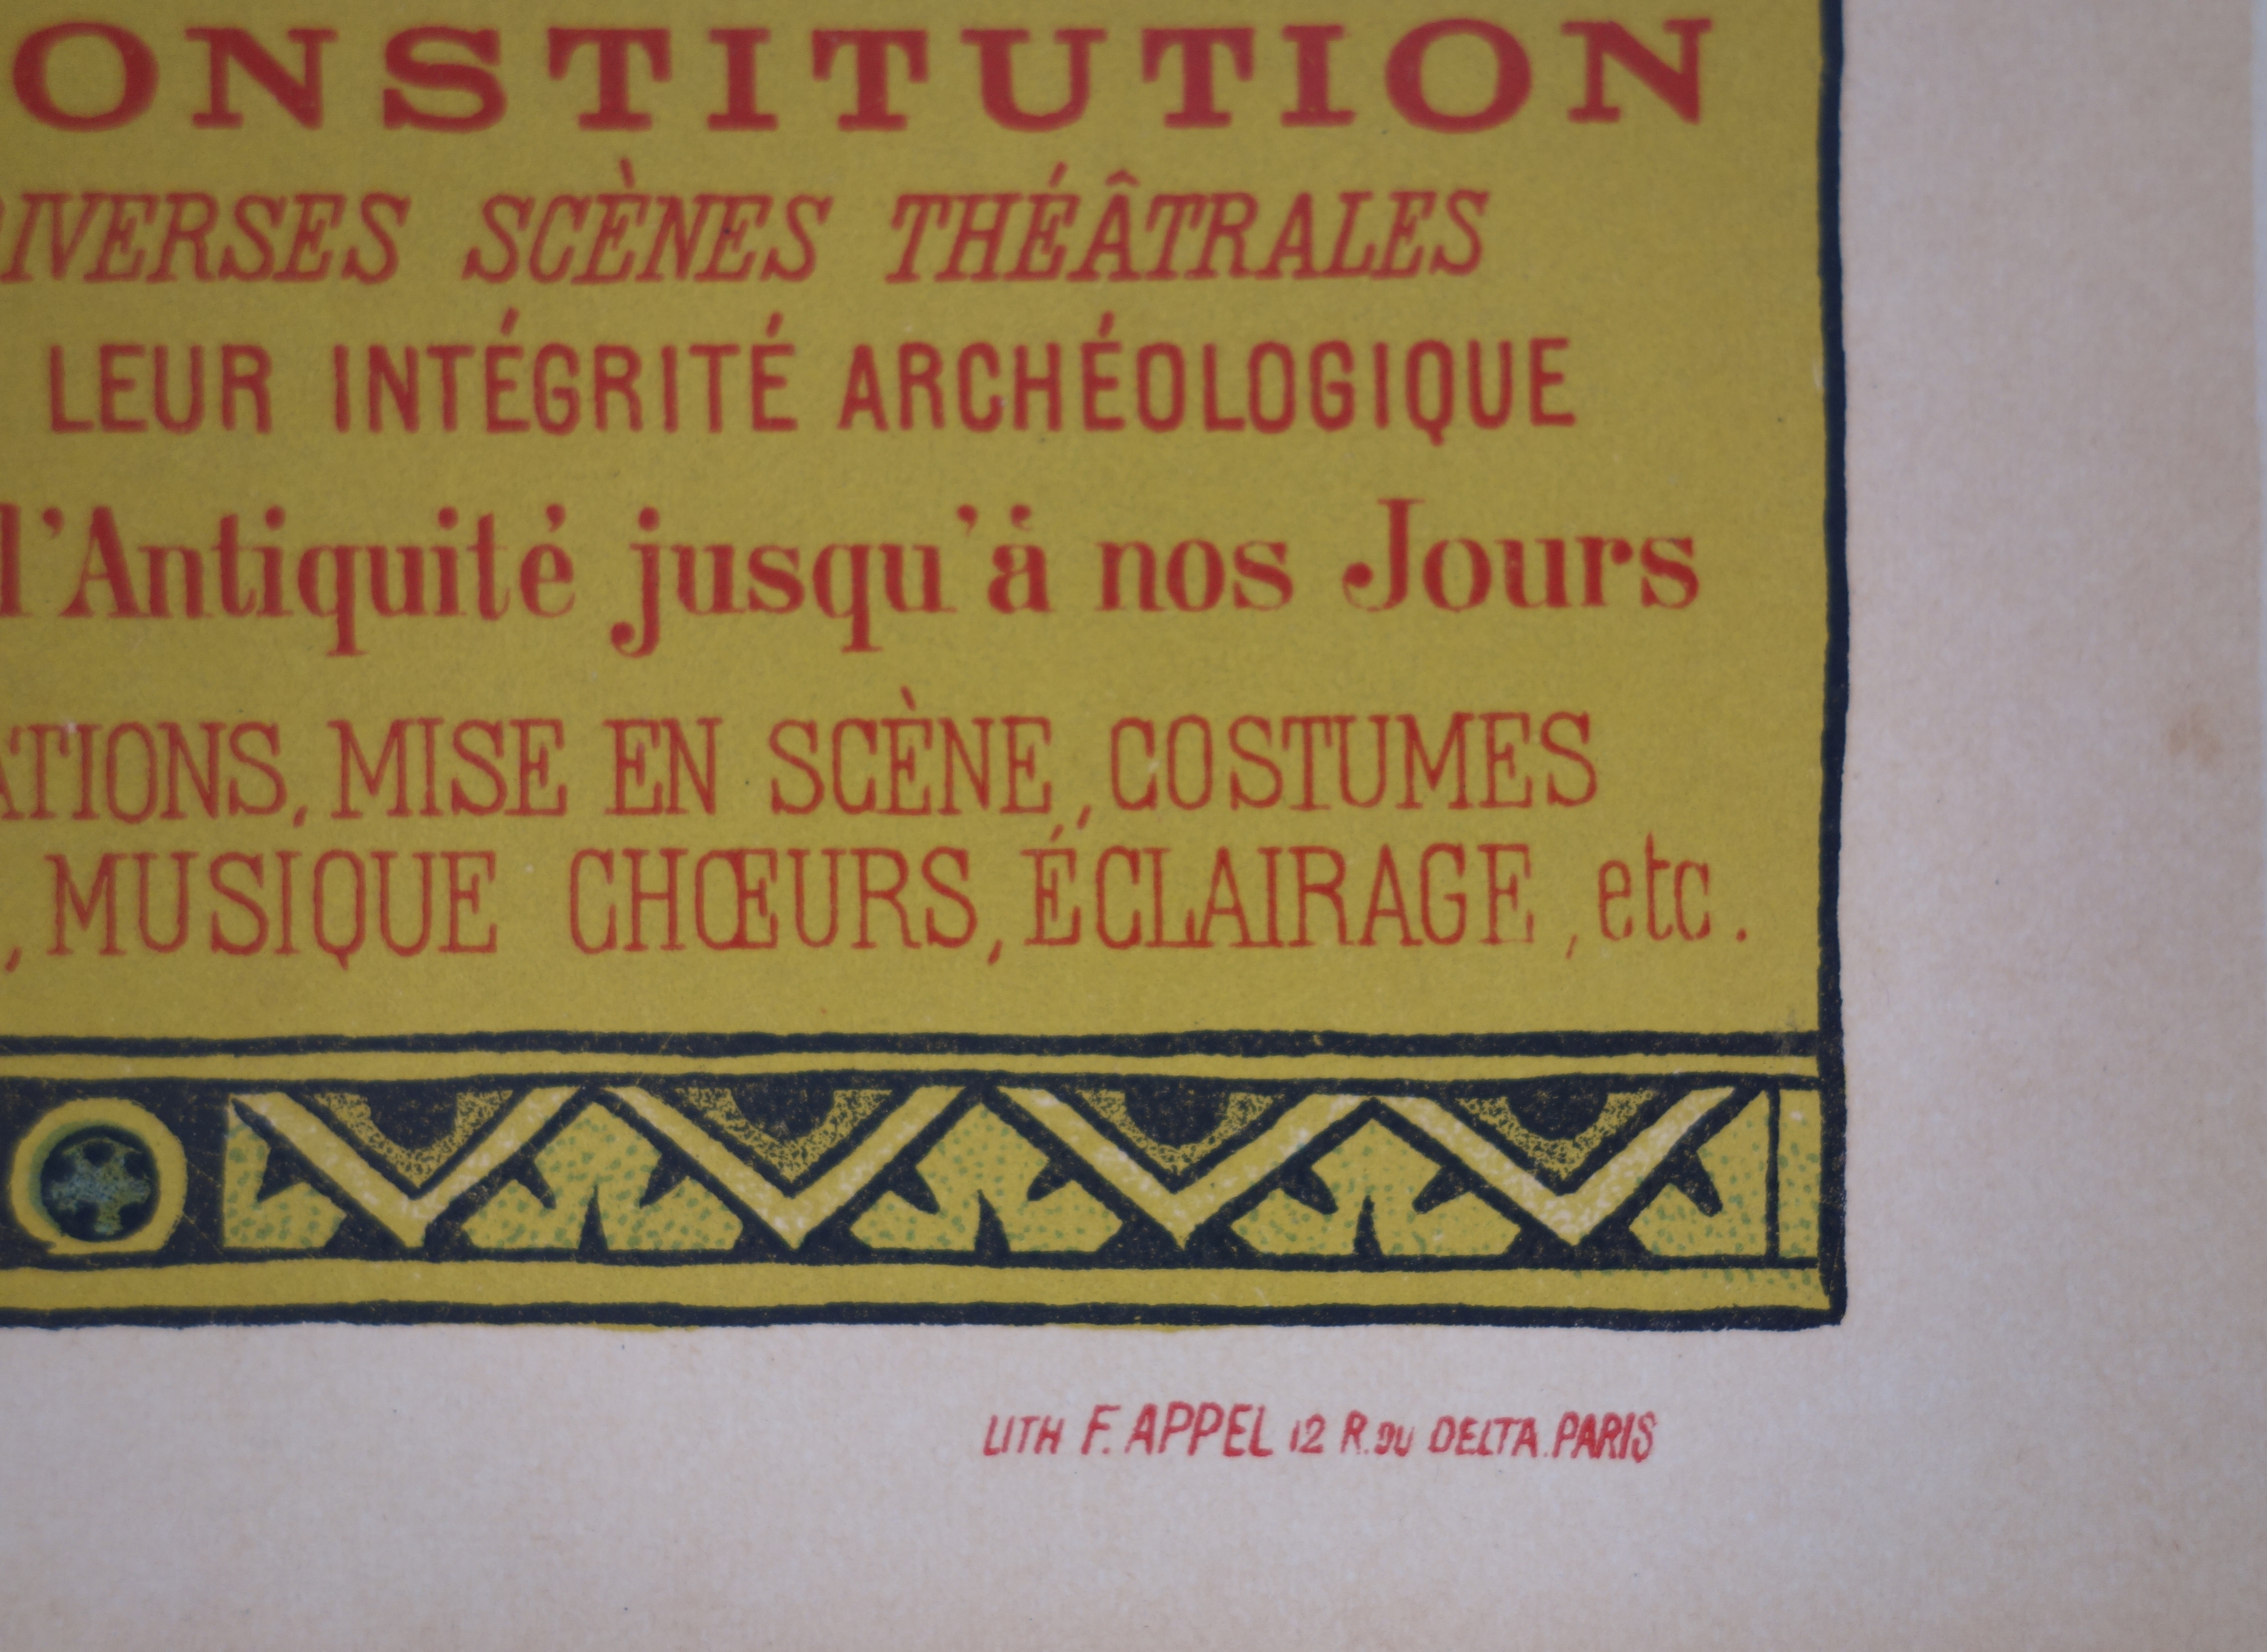 ONSTITUTION
DIVERSES SCÈNES THÉÂTRALES
LEUR INTÉGRITÉ ARCHÉOLOGIQUE
l'Antiquité jusqu'à nos Jours
ATIONS, MISE EN SCÈNE, COSTUMES
, MUSIQUE CHŒURS, ÉCLAIRAGE, etc.
LITH F. APPEL 12 R. DU DELTA. PARIS